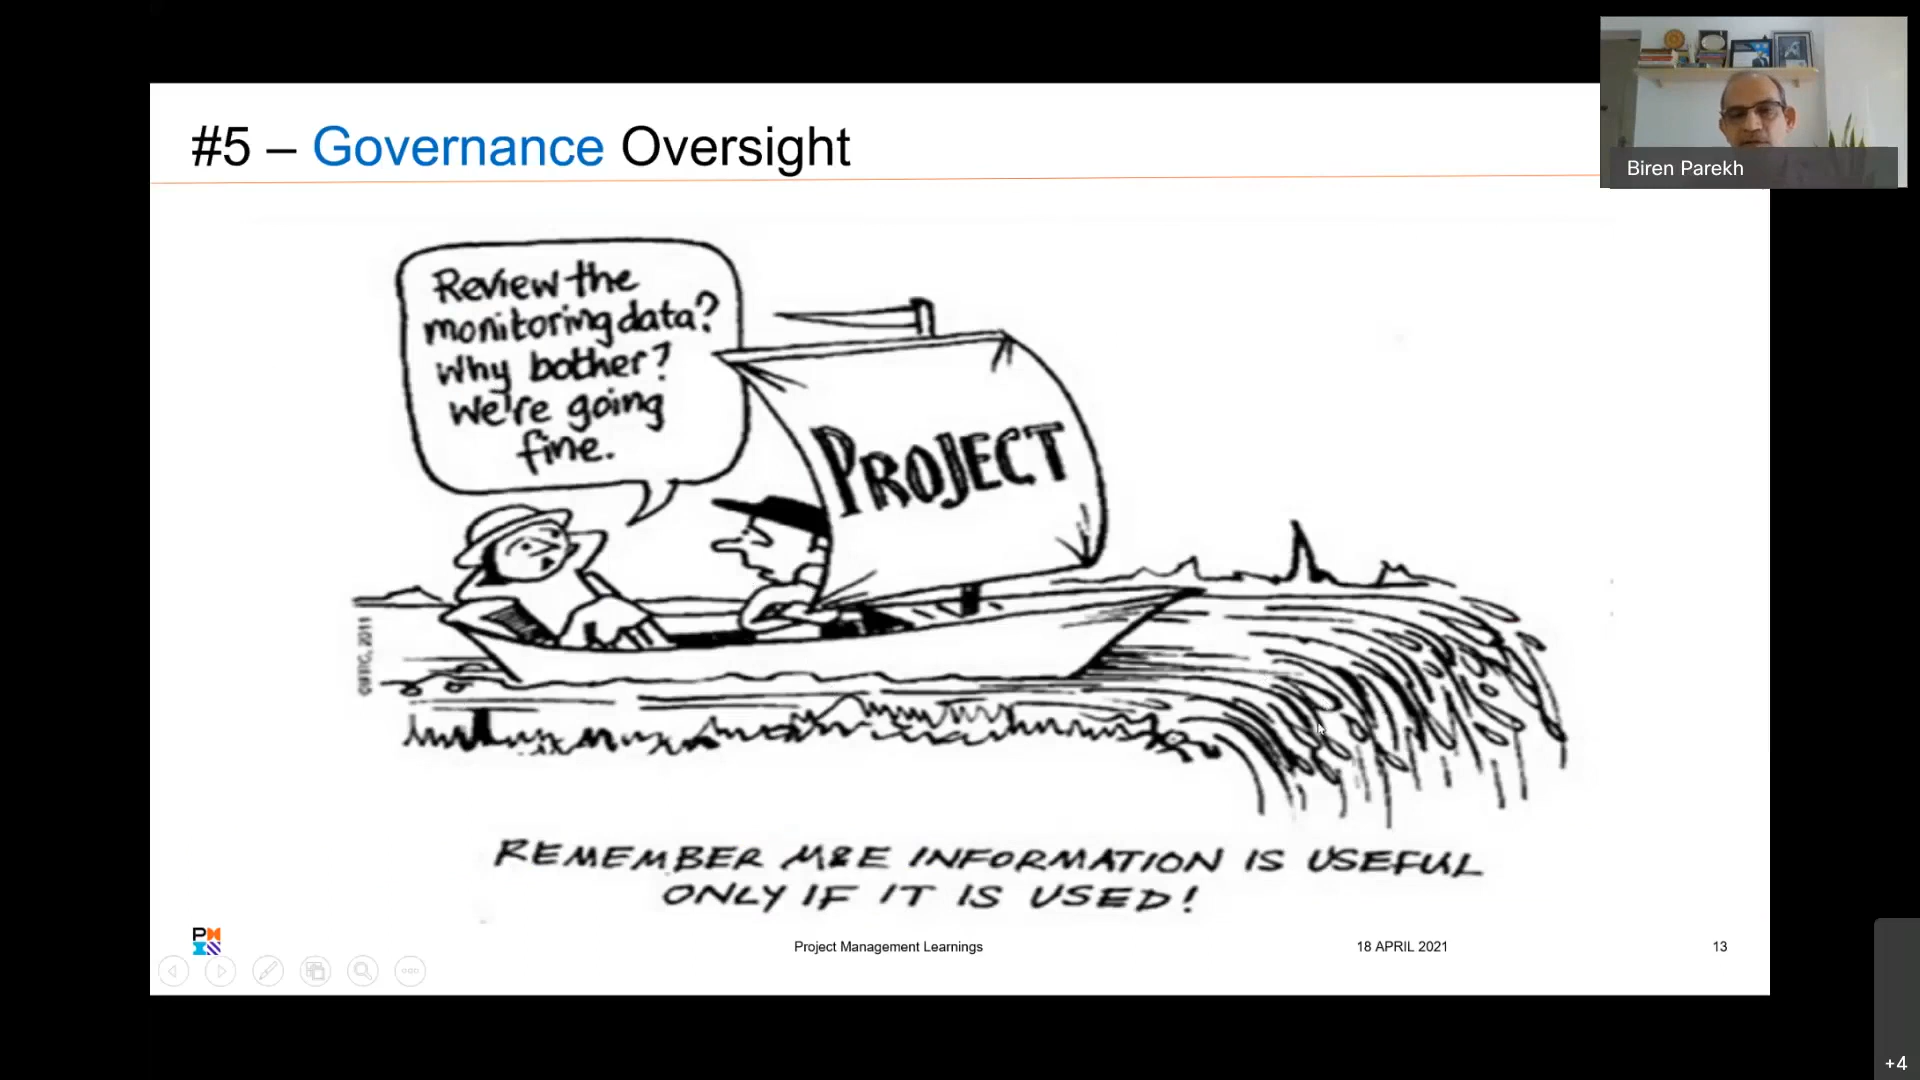 #5 – Governance Oversight
Biren Parekh
Review the
monitoring data?
Why bother?
We're going
fine.
PROJECT
REMEMBER M&E INFORMATION IS USEFUL
ONLY IF IT IS USED!
Project Management Learnings
18 APRIL 2021
13
+4